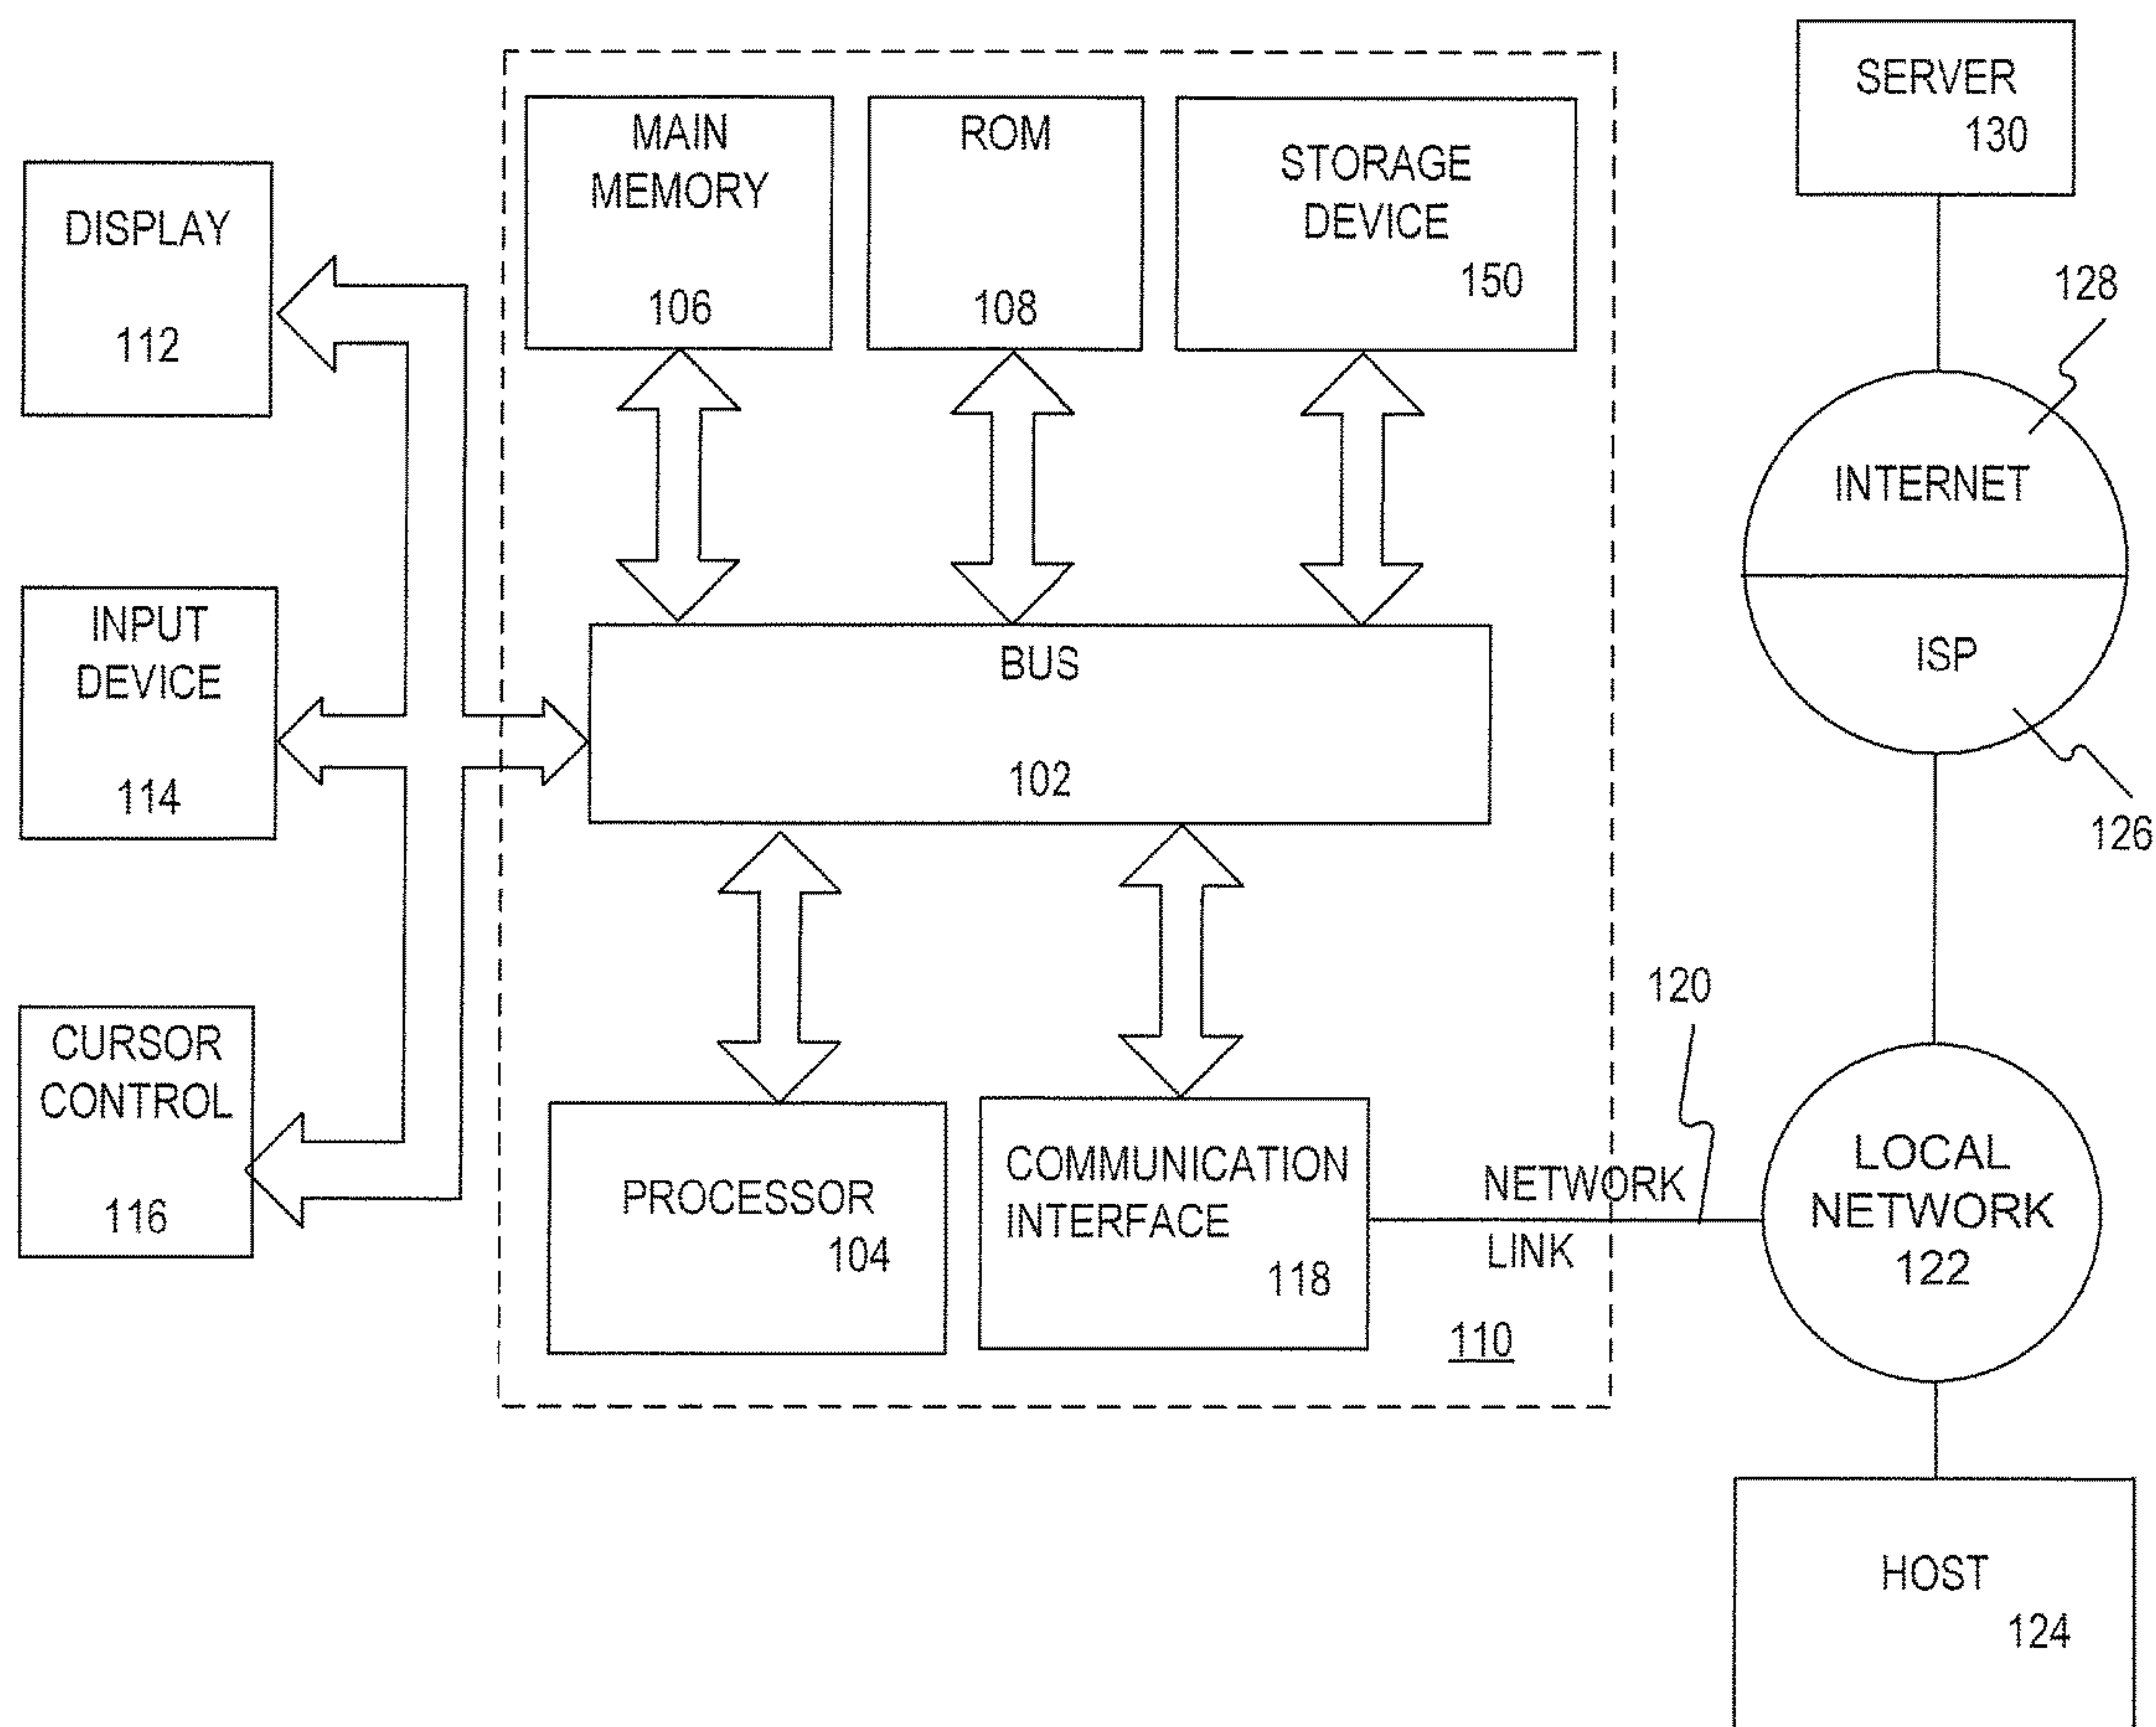 DISPLAY
112
INPUT
DEVICE
114
CURSOR
CONTROL
116
MAIN
MEMORY
106
ROM
108
STORAGE
DEVICE
150
BUS
102
PROCESSOR
104
COMMUNICATION
INTERFACE
118
NETWORK
LINK
110
120
SERVER
130
128
INTERNET
ISP
126
LOCAL
NETWORK
122
HOST
124